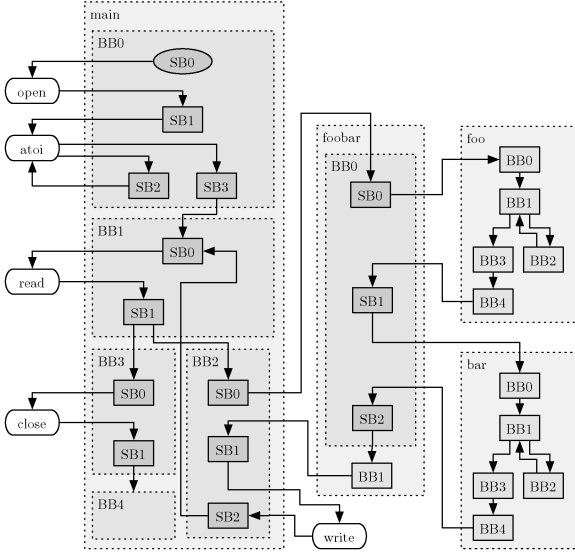 main
BB0
SB0
open
SB1
atoi
SB2
SB3
BB1
SB0
read
SB1
BB3
SB0
close
SB1
BB4
BB2
SB0
SB1
SB2
write
foobar
BB0
SB0
SB1
SB2
BB1
foo
BB0
BB1
BB3
BB2
BB4
bar
BB0
BB1
BB3
BB2
BB4